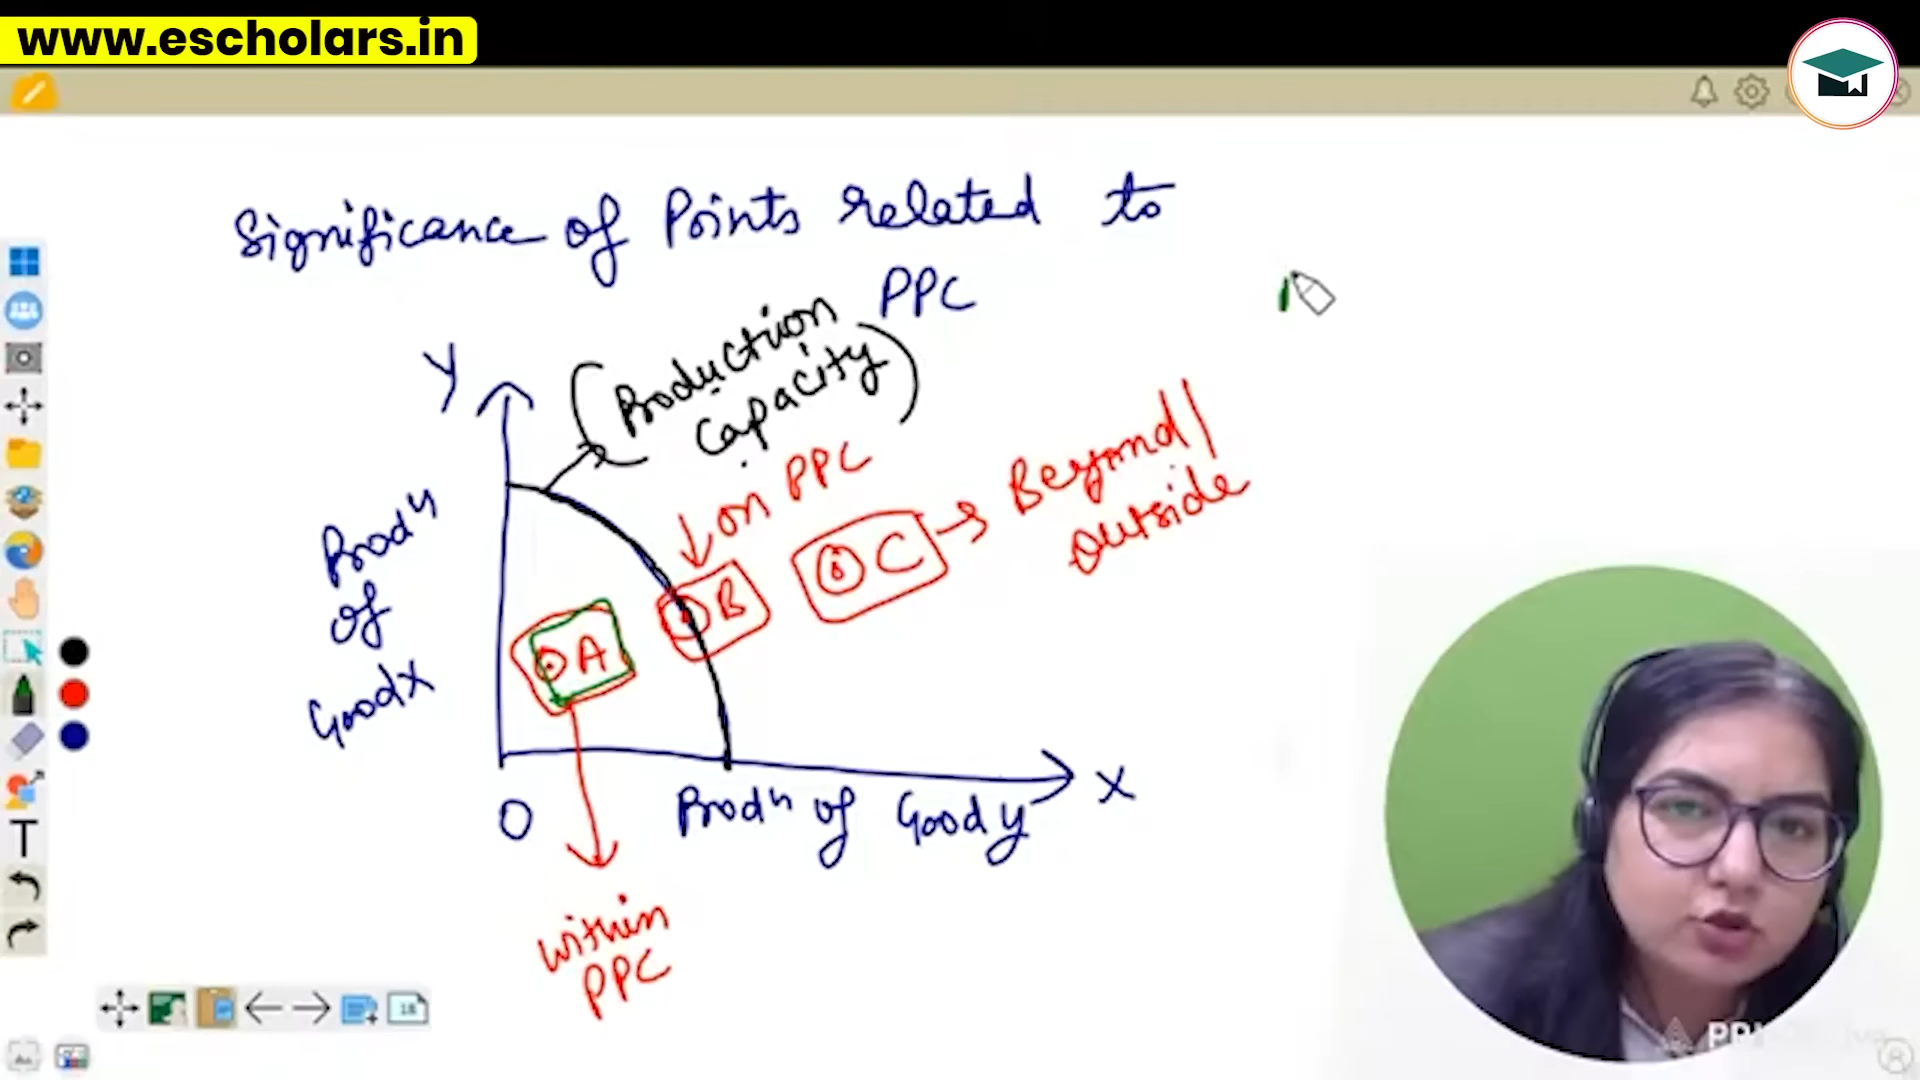 www.escholars.in
Significance of Points related to
PPC
(Production
capacity)
Y
on PPC
Beyond/
outside
Prodn
of
Good X
A
B
C
O
Prodn of Good y
X
within
PPC
18
T